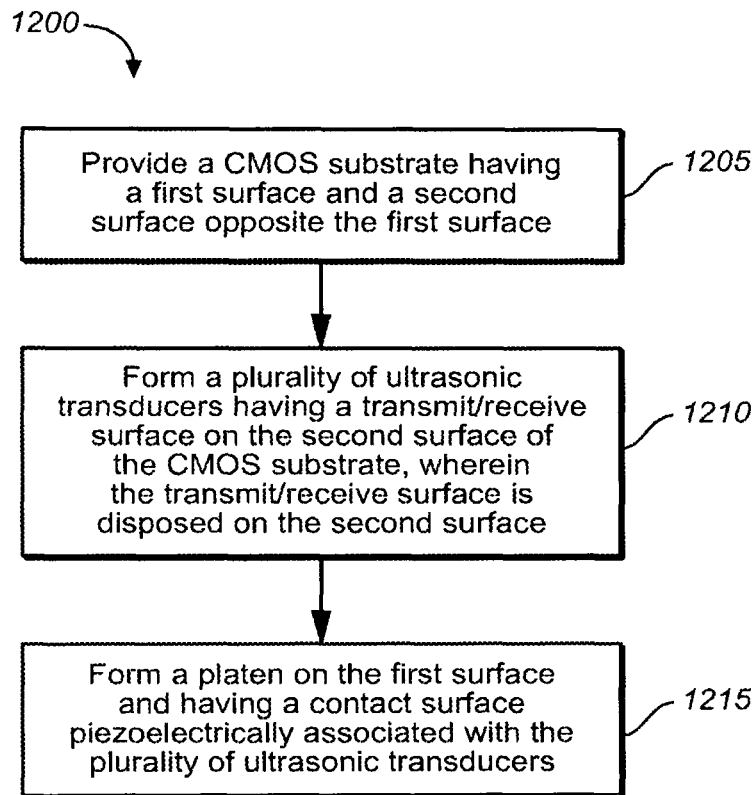 1200
Provide a CMOS substrate having
a first surface and a second
surface opposite the first surface
1205
Form a plurality of ultrasonic
transducers having a transmit/receive
surface on the second surface of
the CMOS substrate, wherein
the transmit/receive surface is
disposed on the second surface
1210
Form a platen on the first surface
and having a contact surface
piezoelectrically associated with the
plurality of ultrasonic transducers
1215